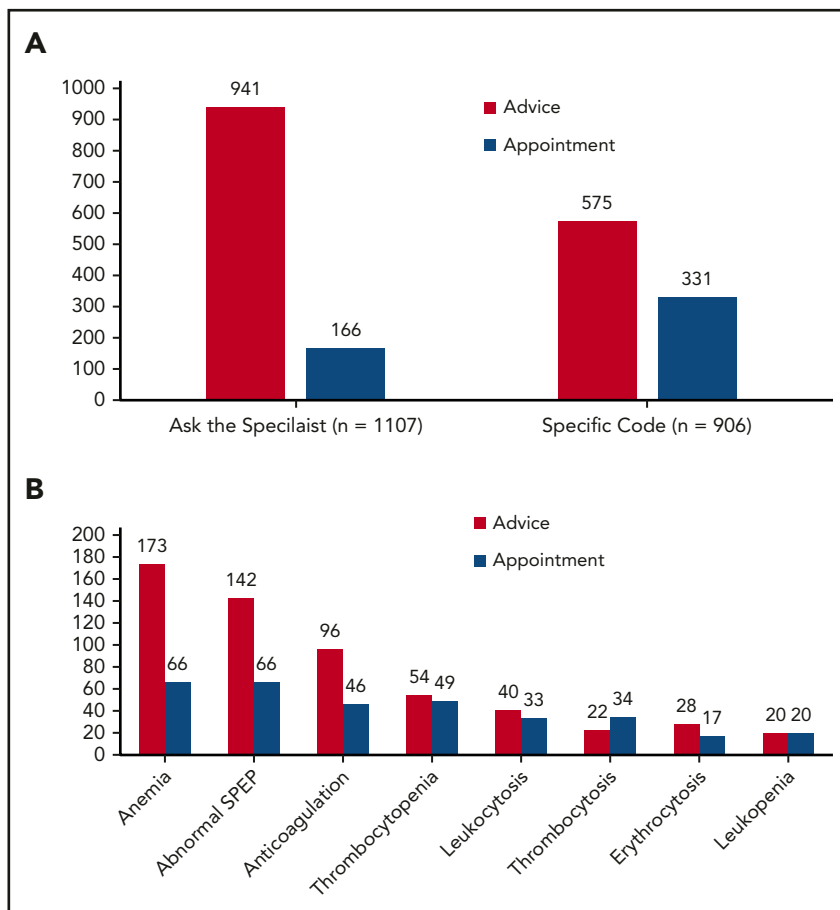 A
1000
900
800
700
600
500
400
300
200
100
0
941
166
575
331
Advice
Appointment
Ask the Specilaist (n = 1107)
Specific Code (n = 906)
B
200
180
160
140
120
100
80
60
40
20
0
173
66
142
66
96
46
54
49
40
33
22
34
28
17
20
20
Advice
Appointment
Anemia
Abnormal SPEP
Anticoagulation
Thrombocytopenia
Leukocytosis
Thrombocytosis
Erythrocytosis
Leukopenia